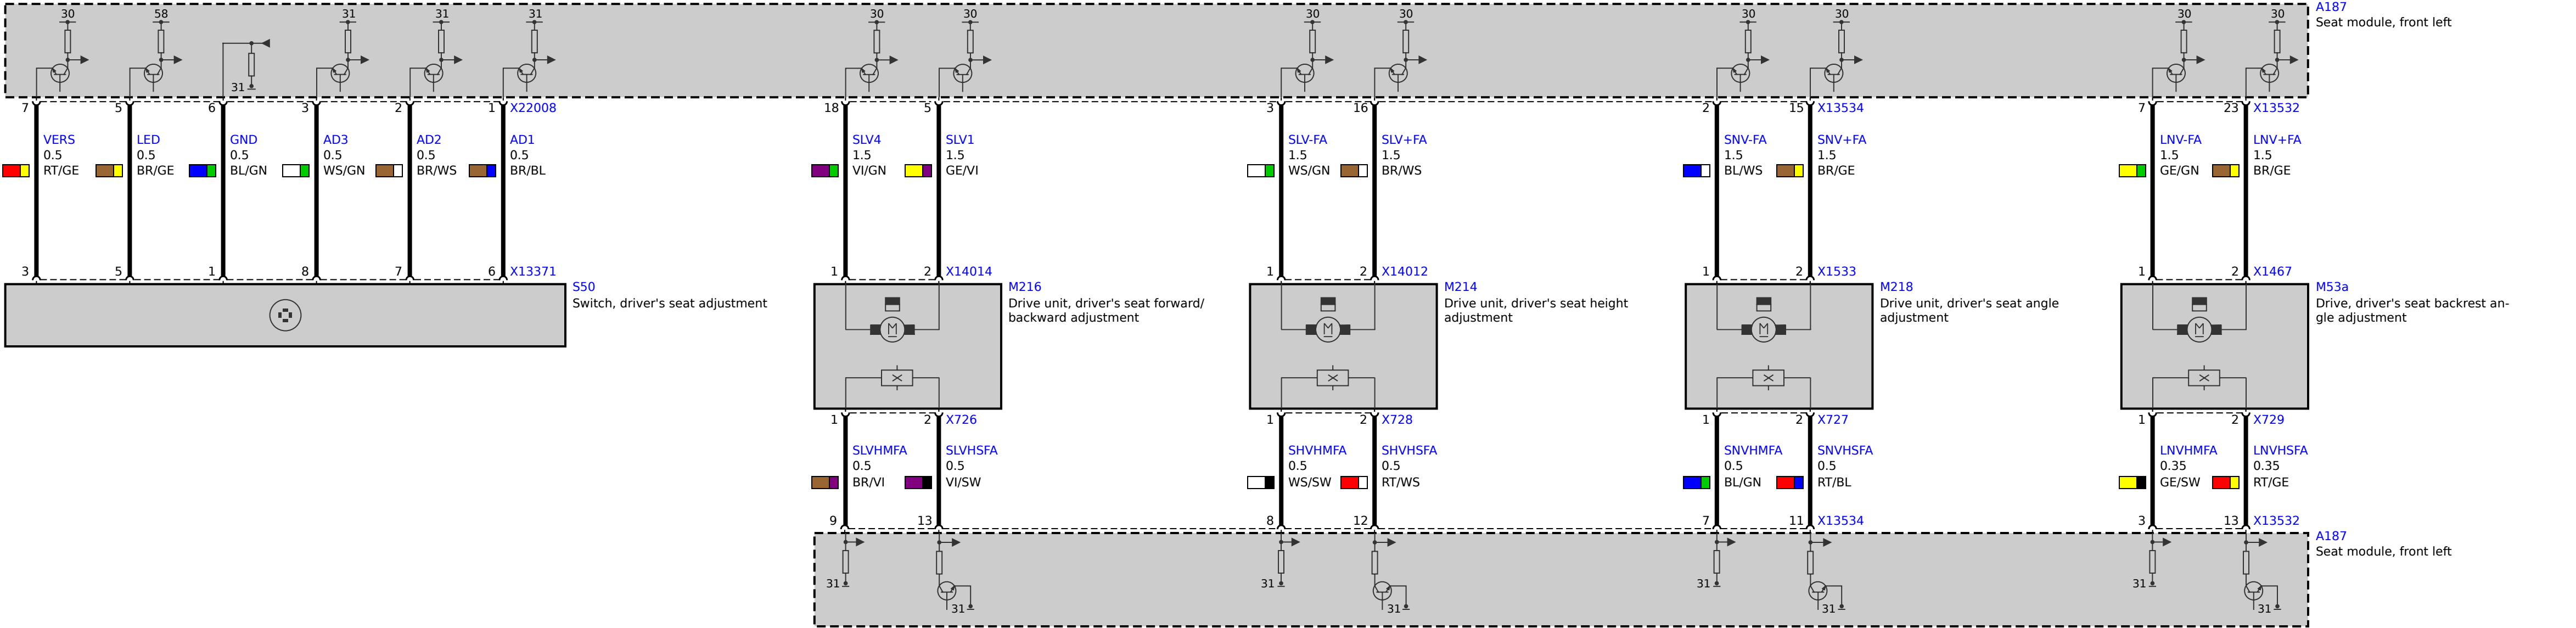 30 58 31 31 31 30 30 30 30 30 30 30 30 A187
Seat module, front left
31
7 5 6 3 2 1 X22008 18 5 3 16 2 15 X13534 7 23 X13532
VERS LED GND AD3 AD2 AD1 SLV4 SLV1 SLV-FA SLV+FA SNV-FA SNV+FA LNV-FA LNV+FA
0.5 0.5 0.5 0.5 0.5 0.5 1.5 1.5 1.5 1.5 1.5 1.5 1.5 1.5
RT/GE BR/GE BL/GN WS/GN BR/WS BR/BL VI/GN GE/VI WS/GN BR/WS BL/WS BR/GE GE/GN BR/GE
3 5 1 8 7 6 X13371 1 2 X14014 1 2 X14012 1 2 X1533 1 2 X1467
S50 M216 M214 M218 M53a
Switch, driver's seat adjustment Drive unit, driver's seat forward/ Drive unit, driver's seat height Drive unit, driver's seat angle Drive, driver's seat backrest an-
backward adjustment adjustment adjustment gle adjustment
M M M M
1 2 X726 1 2 X728 1 2 X727 1 2 X729
SLVHMFA SLVHSFA SHVHMFA SHVHSFA SNVHMFA SNVHSFA LNVHMFA LNVHSFA
0.5 0.5 0.5 0.5 0.5 0.5 0.35 0.35
BR/VI VI/SW WS/SW RT/WS BL/GN RT/BL GE/SW RT/GE
9 13 8 12 7 11 X13534 3 13 X13532
A187
Seat module, front left
31 31 31 31
31 31 31 31